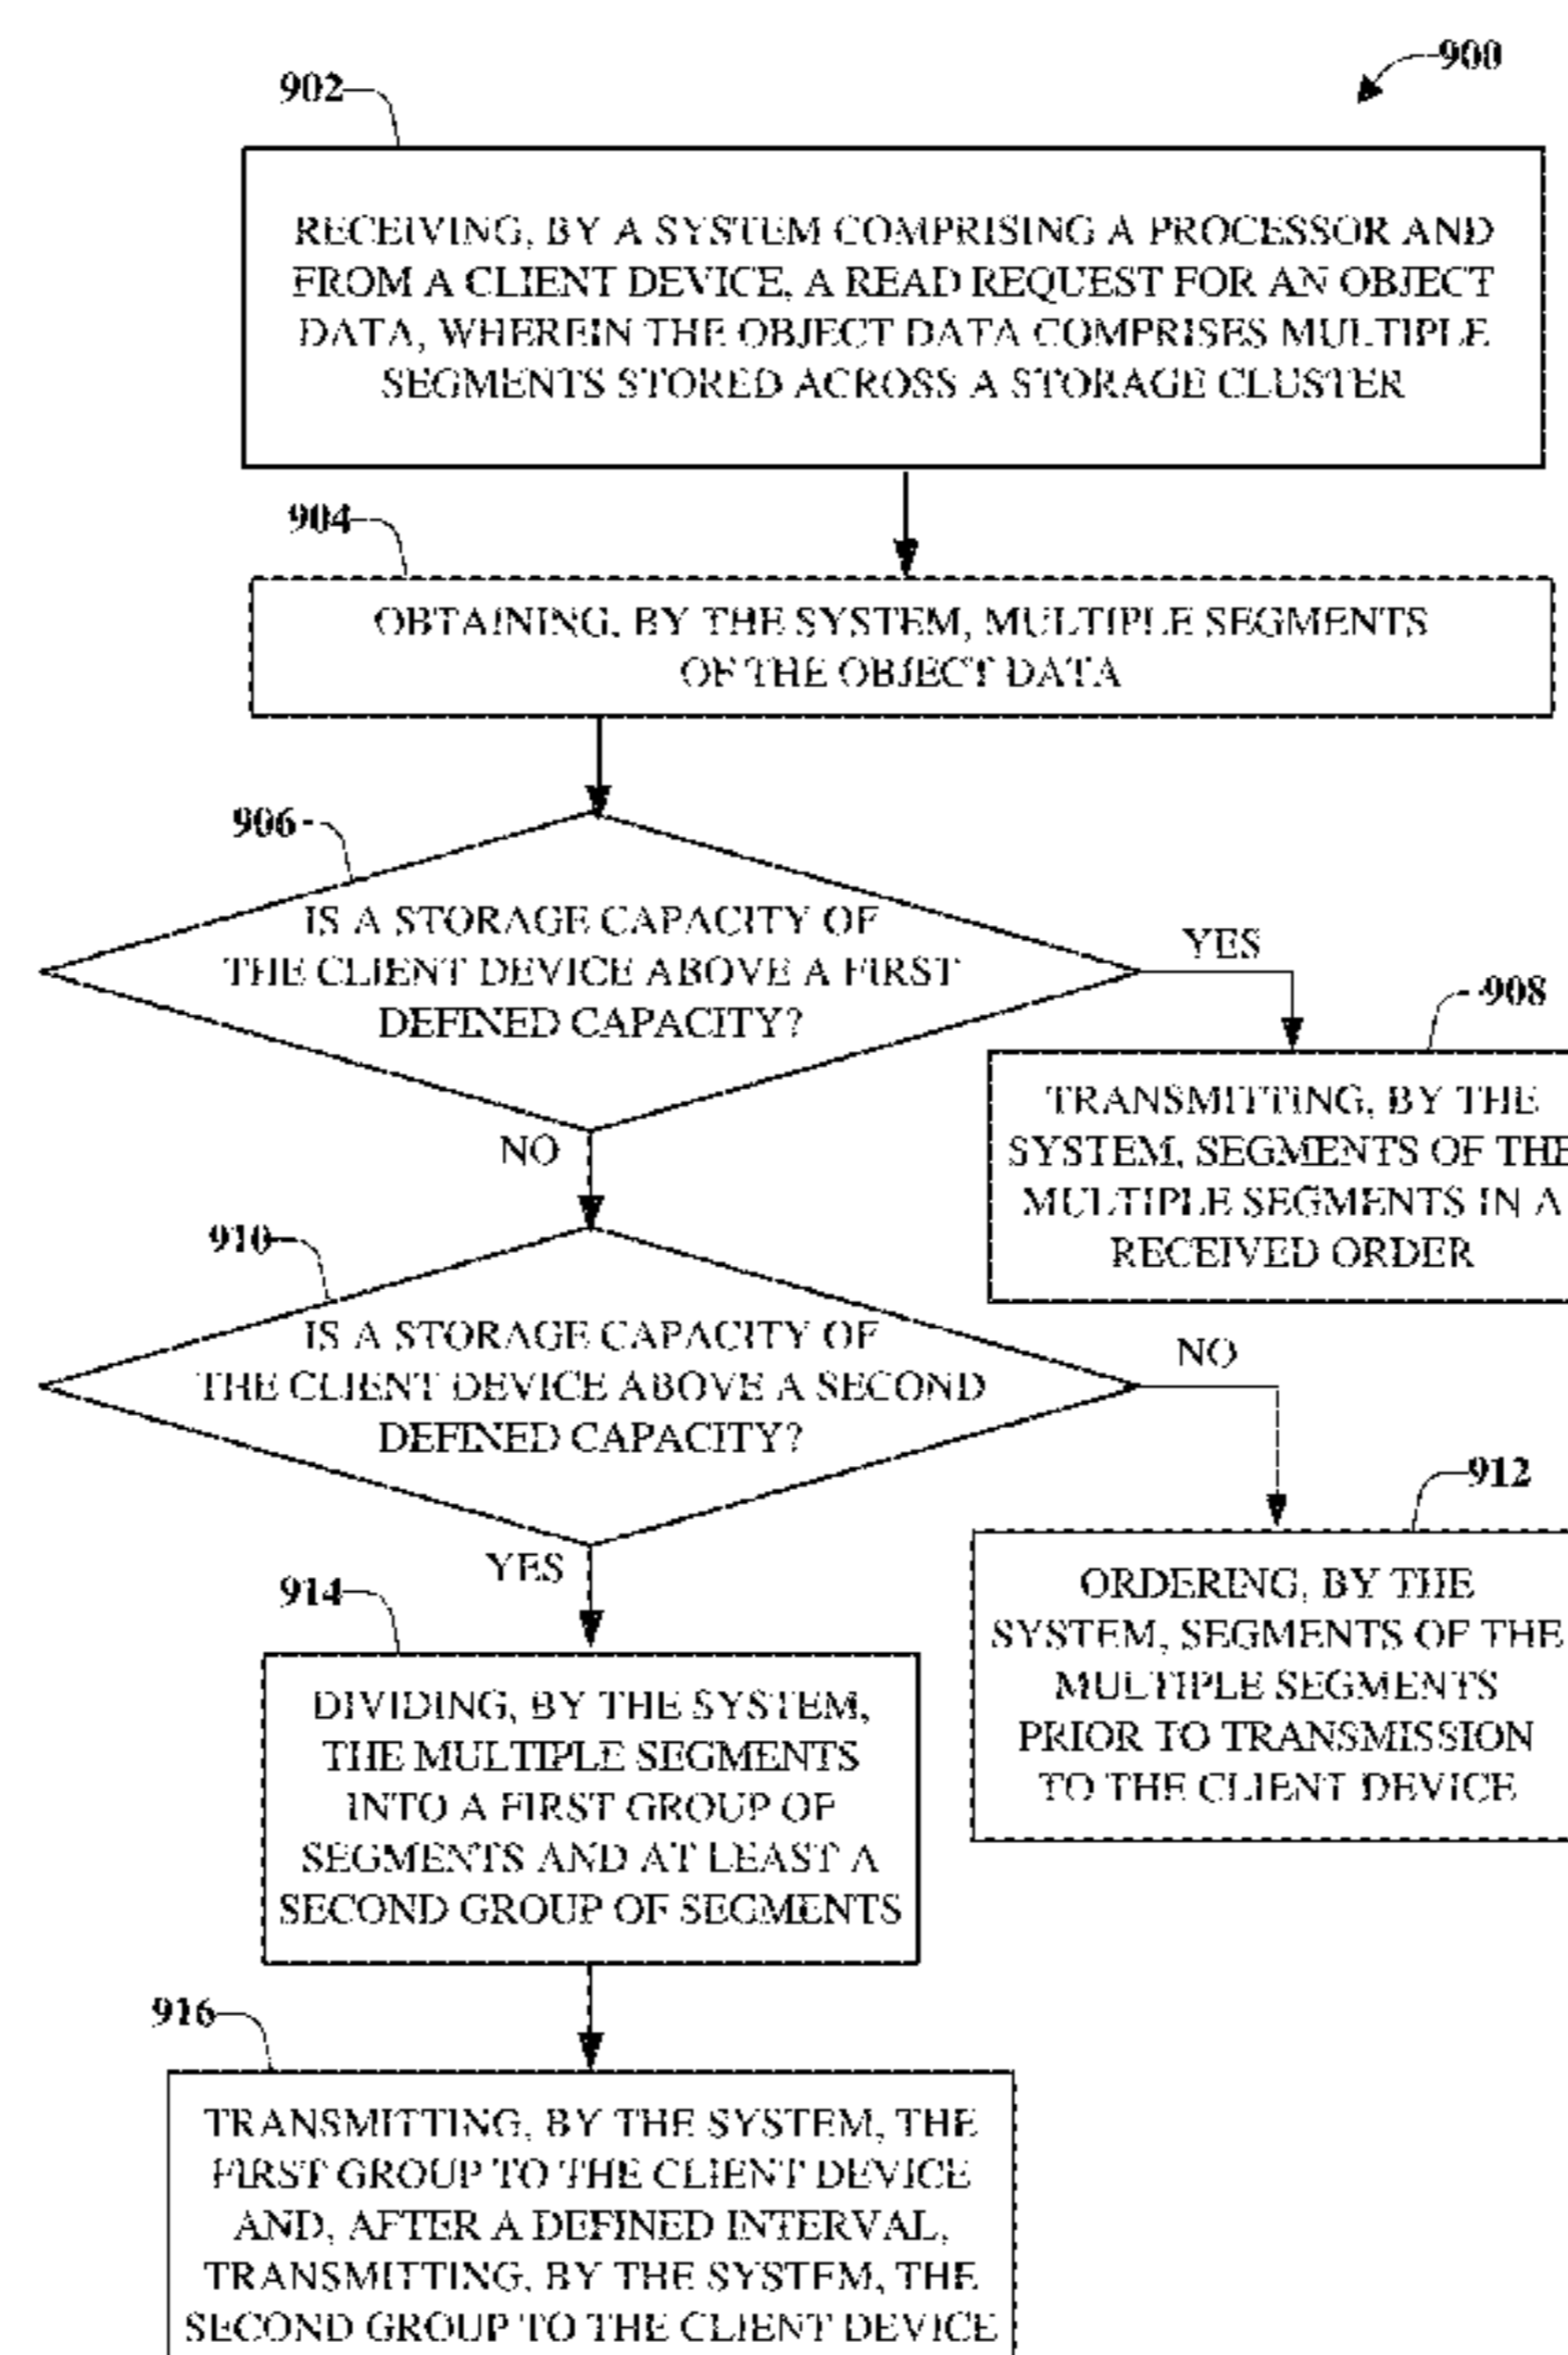 900
902
RECEIVING, BY A SYSTEM COMPRISING A PROCESSOR AND
FROM A CLIENT DEVICE, A READ REQUEST FOR AN OBJECT
DATA, WHEREIN THE OBJECT DATA COMPRISES MULTIPLE
SEGMENTS STORED ACROSS A STORAGE CLUSTER
904
OBTAINING, BY THE SYSTEM, MULTIPLE SEGMENTS
OF THE OBJECT DATA
906
IS A STORAGE CAPACITY OF
THE CLIENT DEVICE ABOVE A FIRST
DEFINED CAPACITY?
YES
908
TRANSMITTING, BY THE
SYSTEM, SEGMENTS OF THE
MULTIPLE SEGMENTS IN A
RECEIVED ORDER
NO
910
IS A STORAGE CAPACITY OF
THE CLIENT DEVICE ABOVE A SECOND
DEFINED CAPACITY?
NO
912
ORDERING, BY THE
SYSTEM, SEGMENTS OF THE
MULTIPLE SEGMENTS
PRIOR TO TRANSMISSION
TO THE CLIENT DEVICE
YES
914
DIVIDING, BY THE SYSTEM,
THE MULTIPLE SEGMENTS
INTO A FIRST GROUP OF
SEGMENTS AND AT LEAST A
SECOND GROUP OF SEGMENTS
916
TRANSMITTING, BY THE SYSTEM, THE
FIRST GROUP TO THE CLIENT DEVICE
AND, AFTER A DEFINED INTERVAL,
TRANSMITTING, BY THE SYSTEM, THE
SECOND GROUP TO THE CLIENT DEVICE